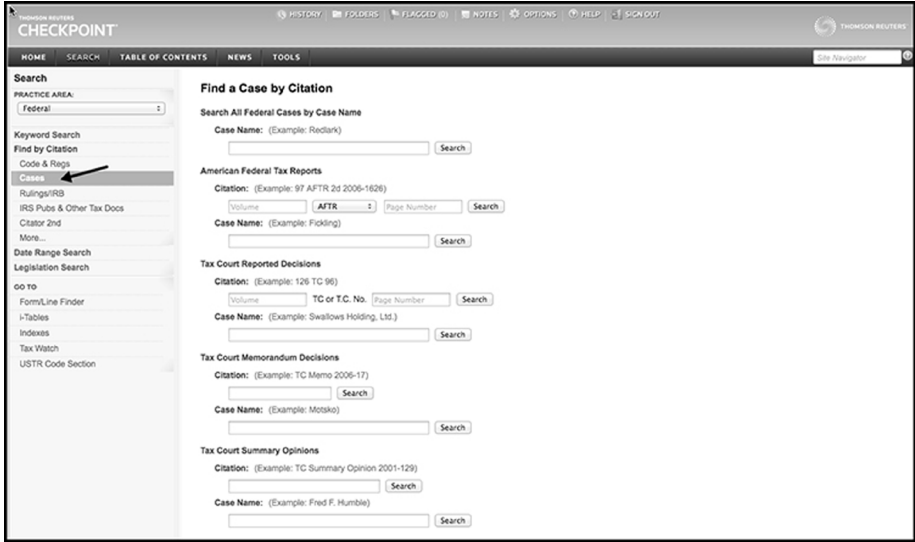 HISTORY FOLDERS FLAGGED (0) NOTES OPTIONS HELP SIGN OUT
THOMSON REUTERS
CHECKPOINT
THOMSON REUTERS
HOME SEARCH TABLE OF CONTENTS NEWS TOOLS
Site Navigator
Search
PRACTICE AREA:
Federal
Keyword Search
Find by Citation
Code & Regs
Cases
Rulings/IRB
IRS Pubs & Other Tax Docs
Citator 2nd
More...
Date Range Search
Legislation Search
GO TO
Form/Line Finder
i-Tables
Indexes
Tax Watch
USTR Code Section
Find a Case by Citation
Search All Federal Cases by Case Name
Case Name: (Example: Redlark)
Search
American Federal Tax Reports
Citation: (Example: 97 AFTR 2d 2006-1626)
Volume AFTR Page Number Search
Case Name: (Example: Fickling)
Search
Tax Court Reported Decisions
Citation: (Example: 126 TC 96)
Volume TC or T.C. No. Page Number Search
Case Name: (Example: Swallows Holding, Ltd.)
Search
Tax Court Memorandum Decisions
Citation: (Example: TC Memo 2006-17)
Search
Case Name: (Example: Motsko)
Search
Tax Court Summary Opinions
Citation: (Example: TC Summary Opinion 2001-129)
Search
Case Name: (Example: Fred F. Humble)
Search